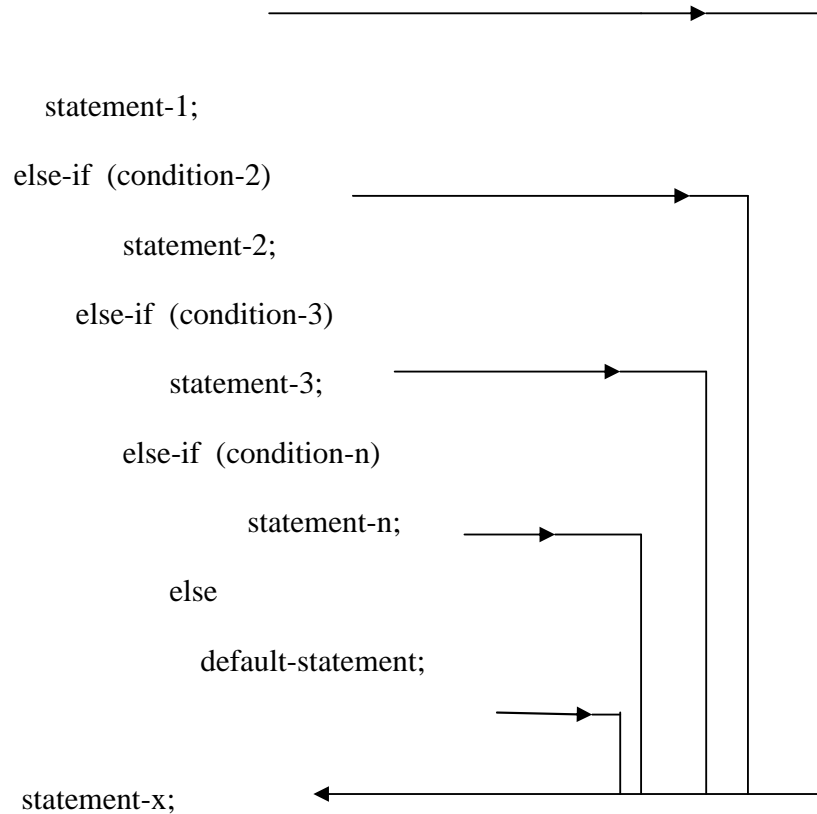 statement-1;
else-if (condition-2)
statement-2;
else-if (condition-3)
statement-3;
else-if (condition-n)
statement-n;
else
default-statement;
statement-x;